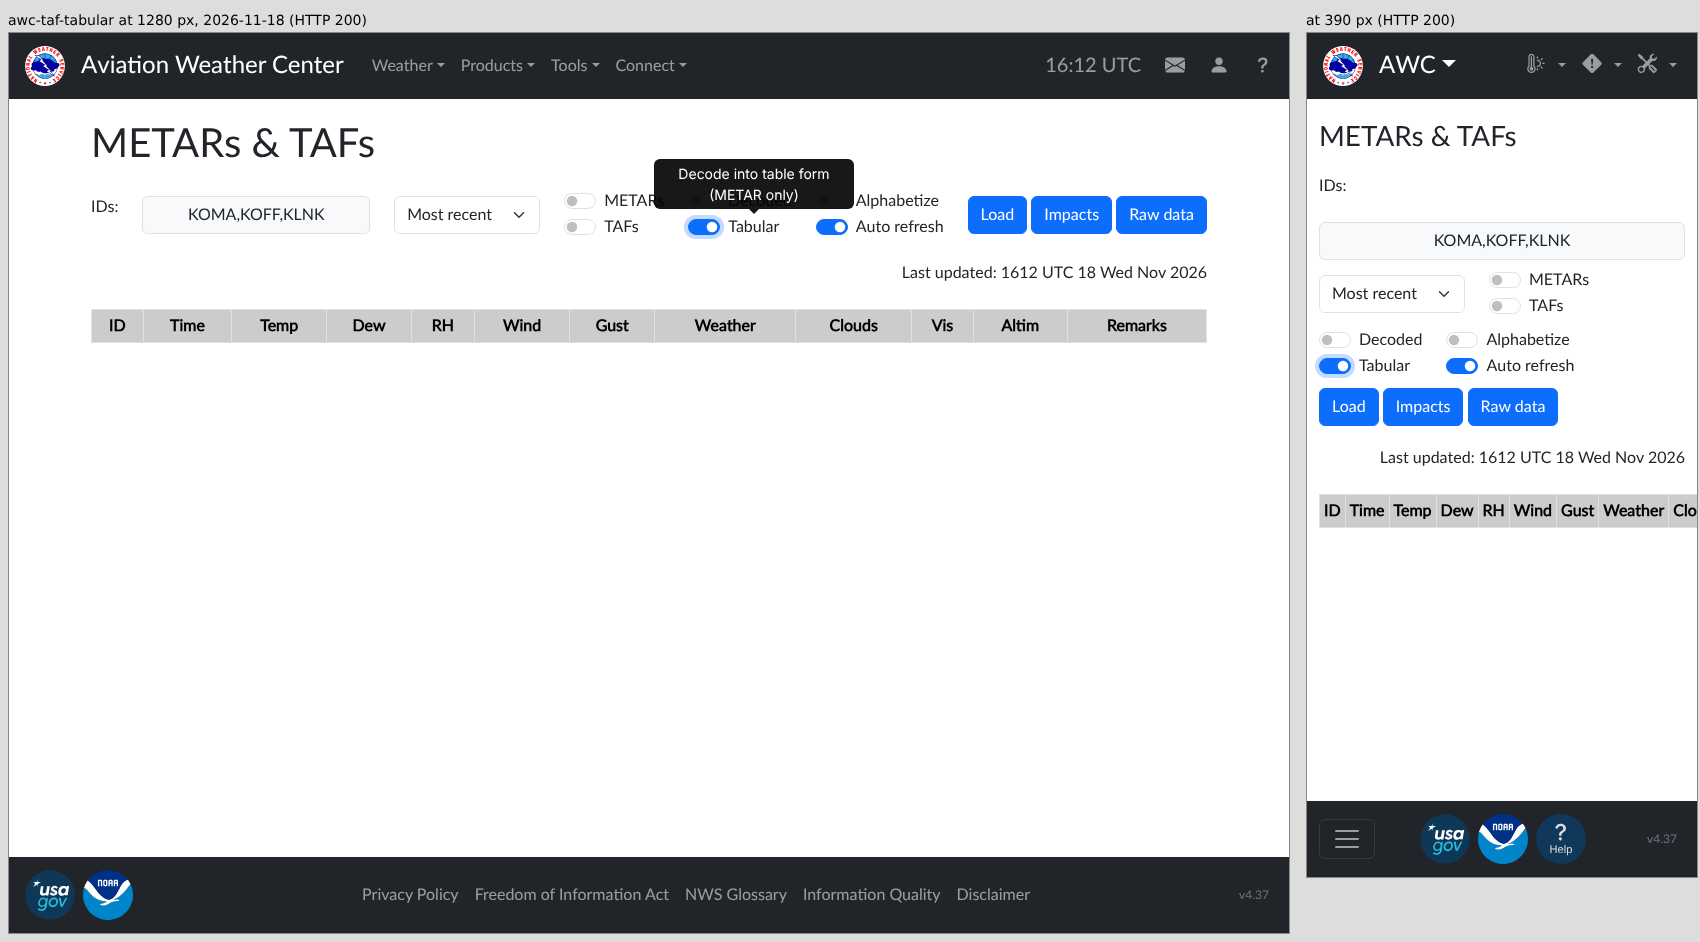 awc-taf-tabular at 1280 px, 2026-11-18 (HTTP 200)
Aviation Weather Center Weather Products Tools Connect 16:12 UTC ?
METARs & TAFs
Decode into table form
(METAR only)
IDs: KOMA,KOFF,KLNK Most recent METARs Alphabetize Load Impacts Raw data
TAFs Tabular Auto refresh
Last updated: 1612 UTC 18 Wed Nov 2026
ID Time Temp Dew RH Wind Gust Weather Clouds Vis Altim Remarks
usa gov NOAA Privacy Policy Freedom of Information Act NWS Glossary Information Quality Disclaimer v4.37
at 390 px (HTTP 200)
AWC
METARs & TAFs
IDs:
KOMA,KOFF,KLNK
Most recent METARs
TAFs
Decoded Alphabetize
Tabular Auto refresh
Load Impacts Raw data
Last updated: 1612 UTC 18 Wed Nov 2026
ID Time Temp Dew RH Wind Gust Weather Clo
usa gov NOAA ? Help v4.37